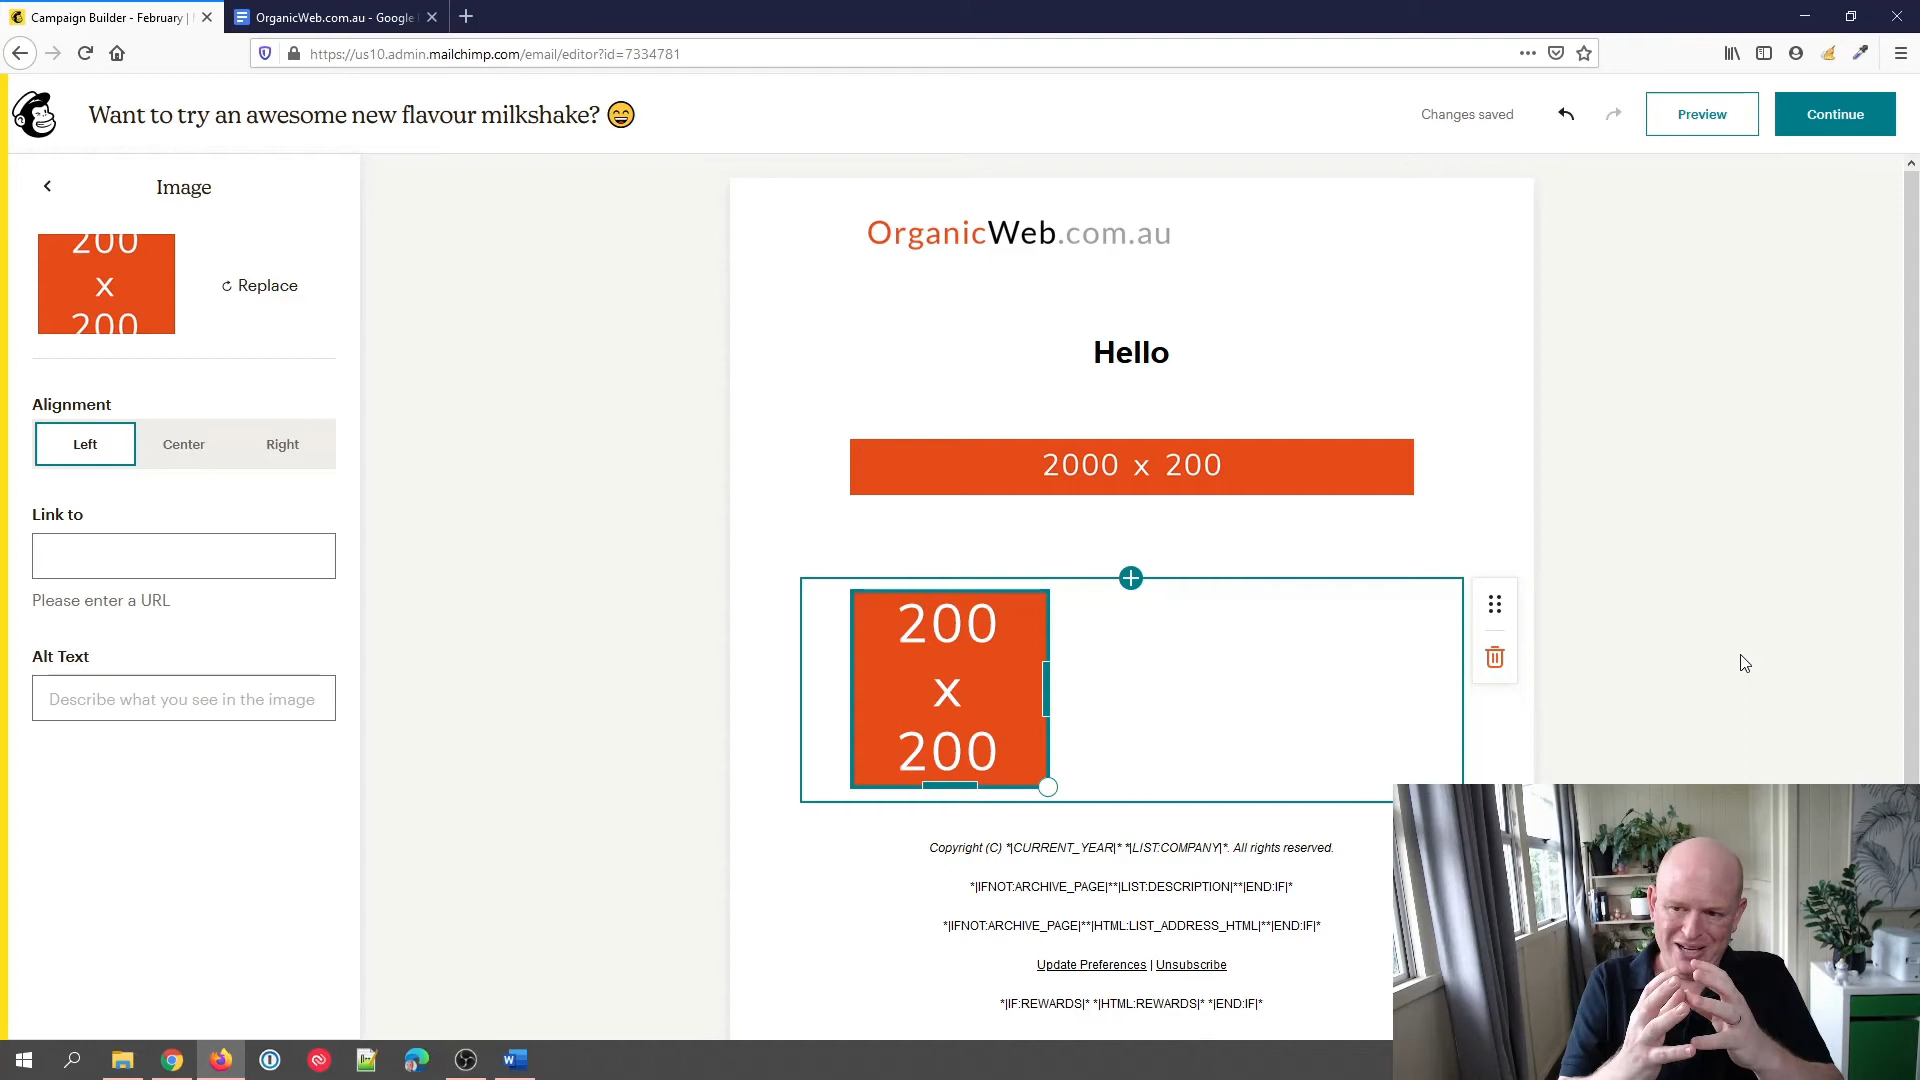 Campaign Builder - February |
OrganicWeb.com.au - Google
https://us10.admin.mailchimp.com/email/editor?id=7334781
Want to try an awesome new flavour milkshake? 😄
Changes saved
Preview
Continue
Image
200
x
200
Replace
Alignment
Left
Center
Right
Link to
Please enter a URL
Alt Text
Describe what you see in the image
OrganicWeb.com.au
Hello
2000 x 200
200
x
200
Copyright (C) *|CURRENT_YEAR|* *|LIST:COMPANY|*. All rights reserved.
*|IFNOT:ARCHIVE_PAGE|**|LIST:DESCRIPTION|**|END:IF|*
*|IFNOT:ARCHIVE_PAGE|**|HTML:LIST_ADDRESS_HTML|**|END:IF|*
Update Preferences | Unsubscribe
*|IF:REWARDS|* *|HTML:REWARDS|* *|END:IF|*